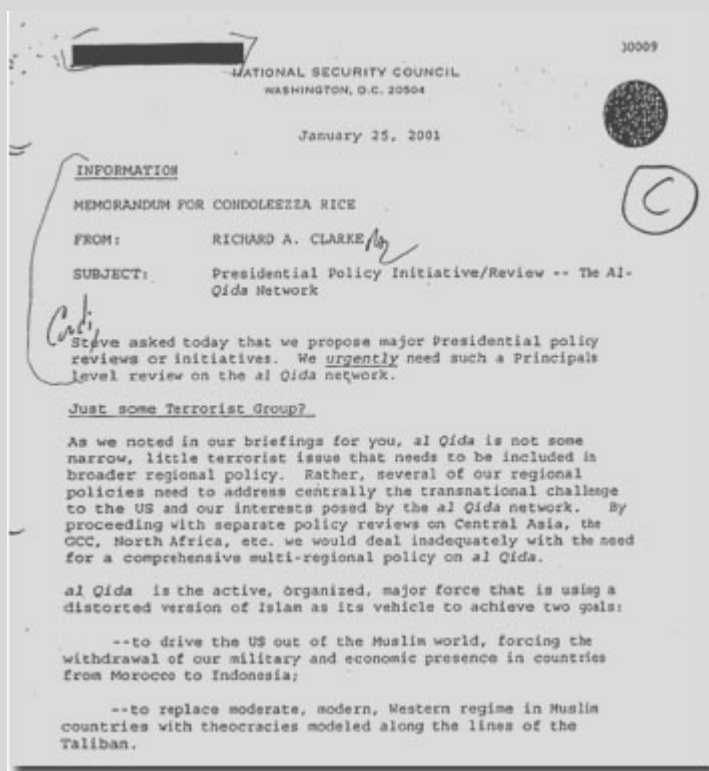 30009
NATIONAL SECURITY COUNCIL
WASHINGTON, D.C. 20504
January 25, 2001
C
INFORMATION
MEMORANDUM FOR CONDOLEEZZA RICE
FROM: RICHARD A. CLARKE
SUBJECT: Presidential Policy Initiative/Review -- The Al-
Qida Network
Condi,
Steve asked today that we propose major Presidential policy
reviews or initiatives. We urgently need such a Principals
level review on the al Qida network.
Just some Terrorist Group?
As we noted in our briefings for you, al Qida is not some
narrow, little terrorist issue that needs to be included in
broader regional policy. Rather, several of our regional
policies need to address centrally the transnational challenge
to the US and our interests posed by the al Qida network. By
proceeding with separate policy reviews on Central Asia, the
GCC, North Africa, etc. we would deal inadequately with the need
for a comprehensive multi-regional policy on al Qida.
al Qida is the active, organized, major force that is using a
distorted version of Islam as its vehicle to achieve two goals:
--to drive the US out of the Muslim world, forcing the
withdrawal of our military and economic presence in countries
from Morocco to Indonesia;
--to replace moderate, modern, Western regime in Muslim
countries with theocracies modeled along the lines of the
Taliban.